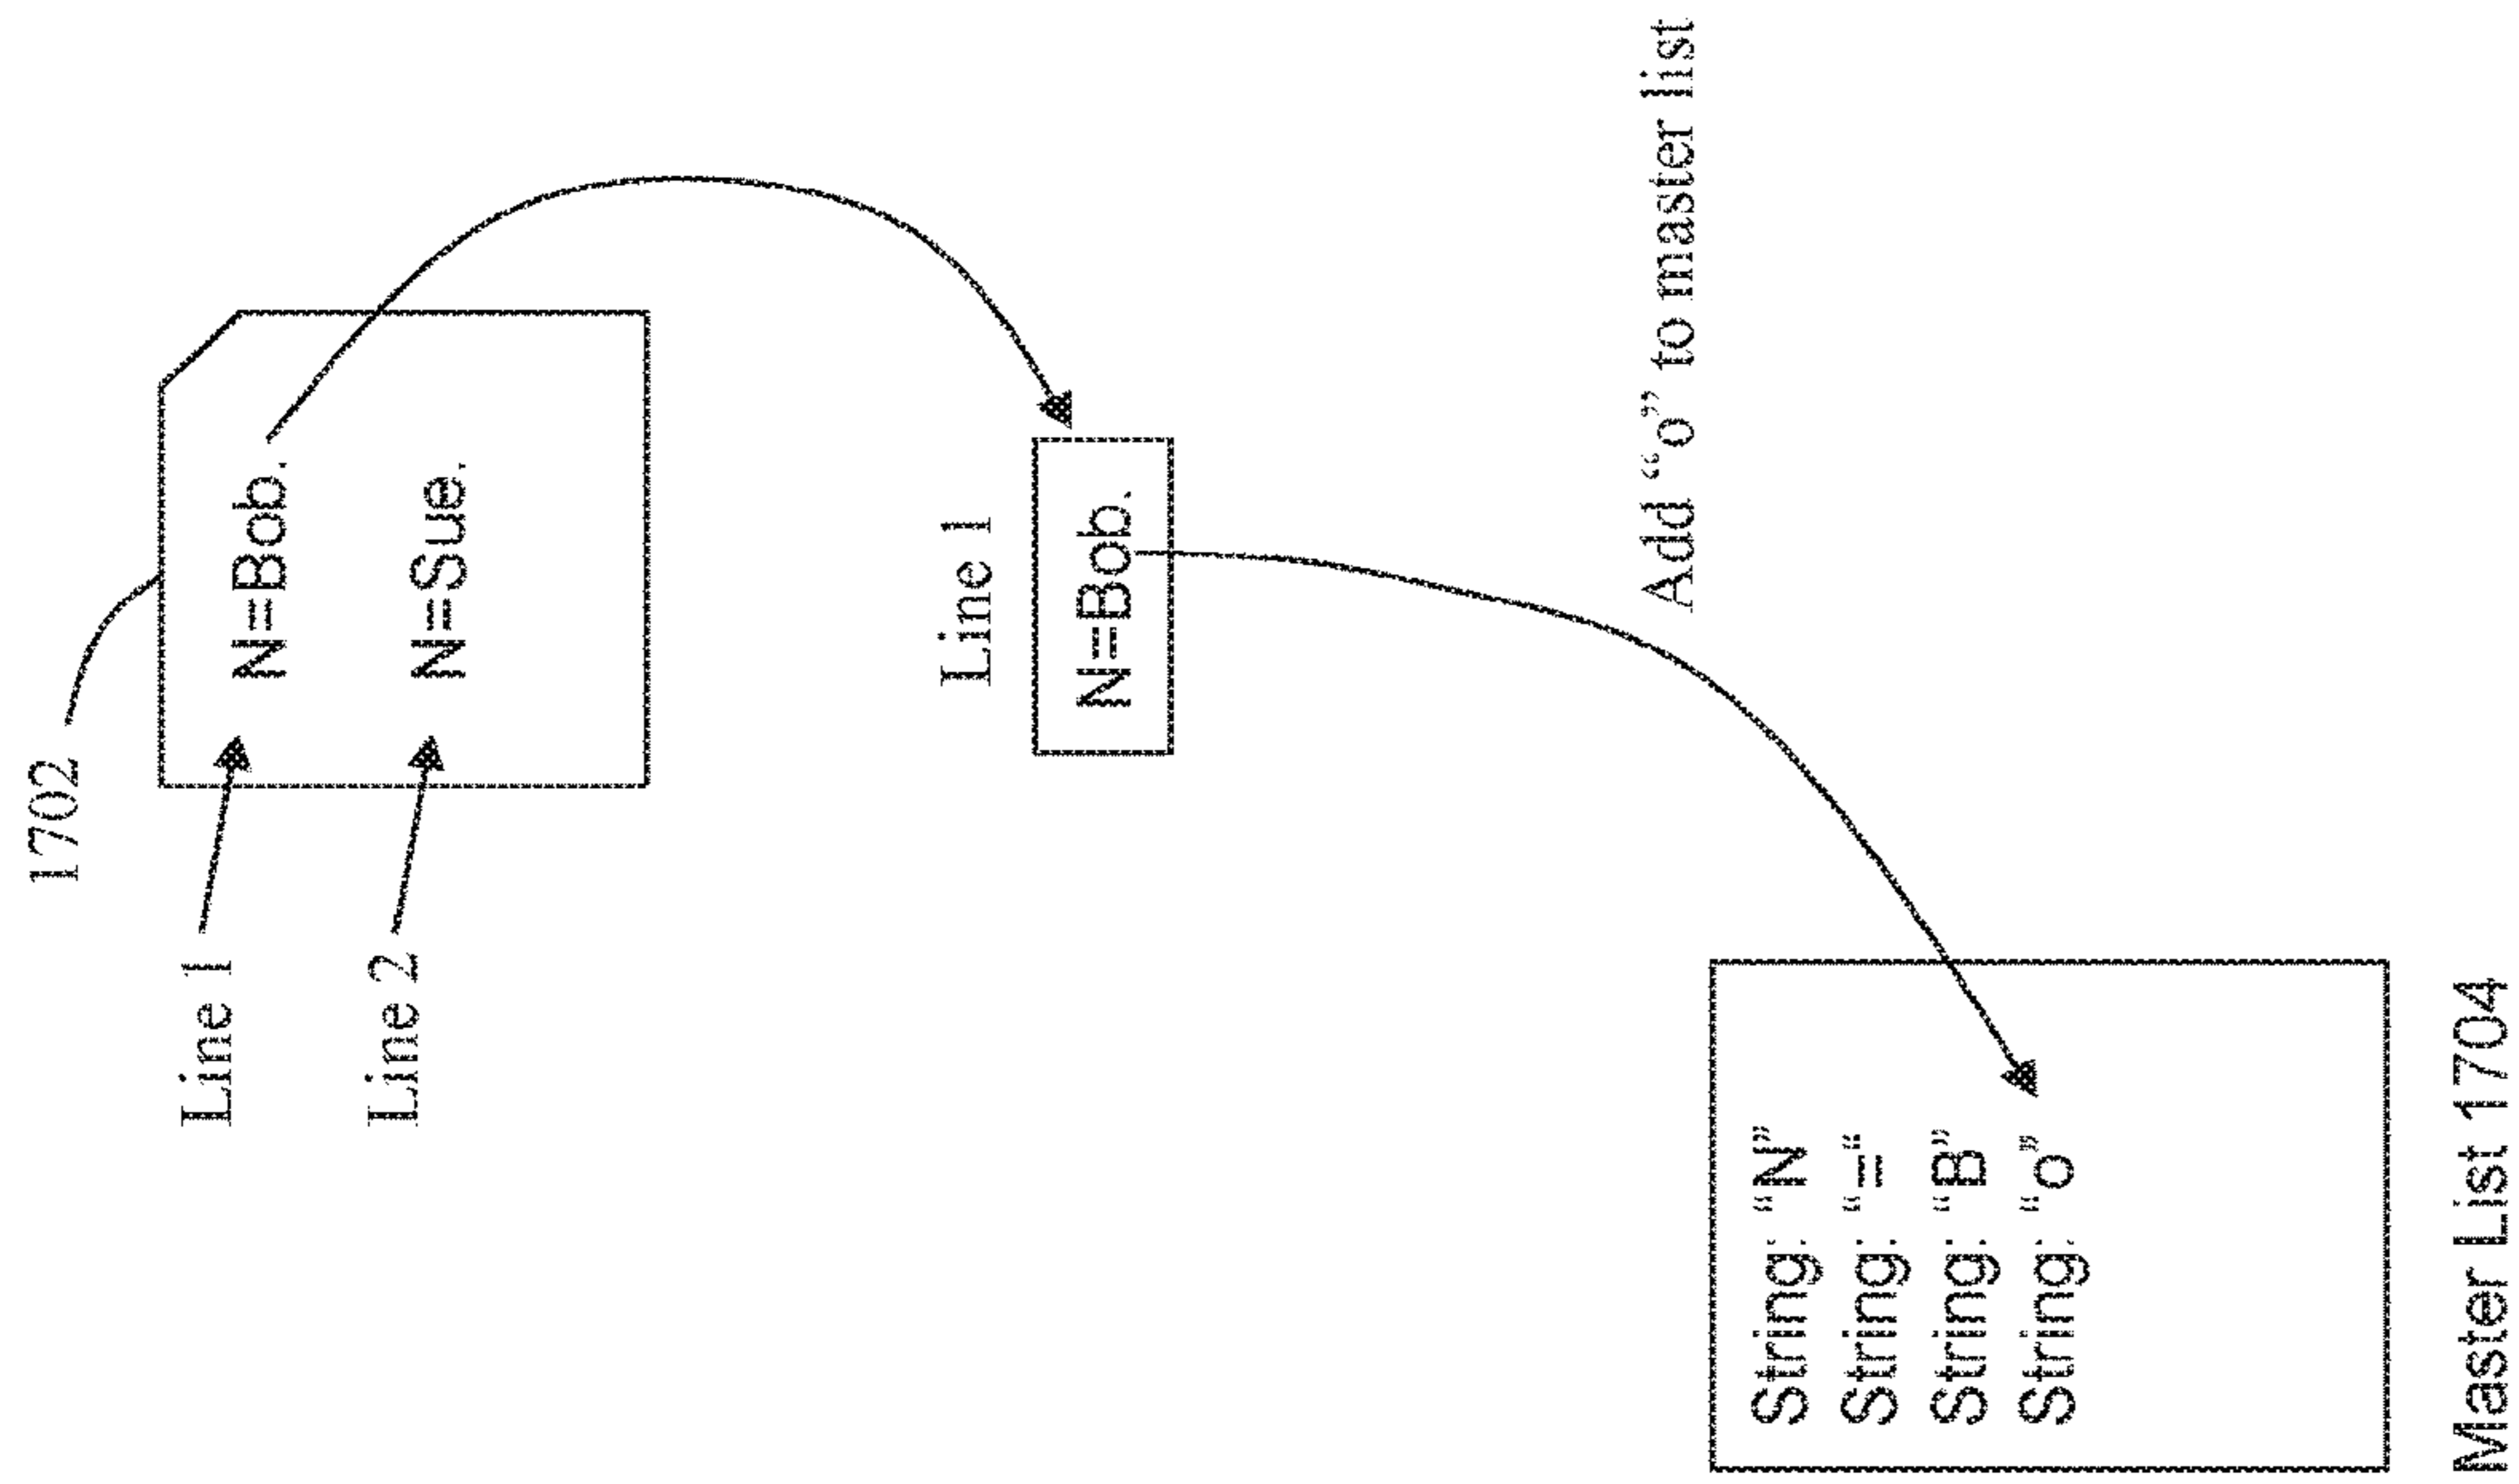 1702
Line 1
N=Bob.
Line 2
N=Sue.
Line 1
N=Bob.
Add “o” to master list
String: “N”
String: “=“
String: “B”
String: “o”
Master List 1704